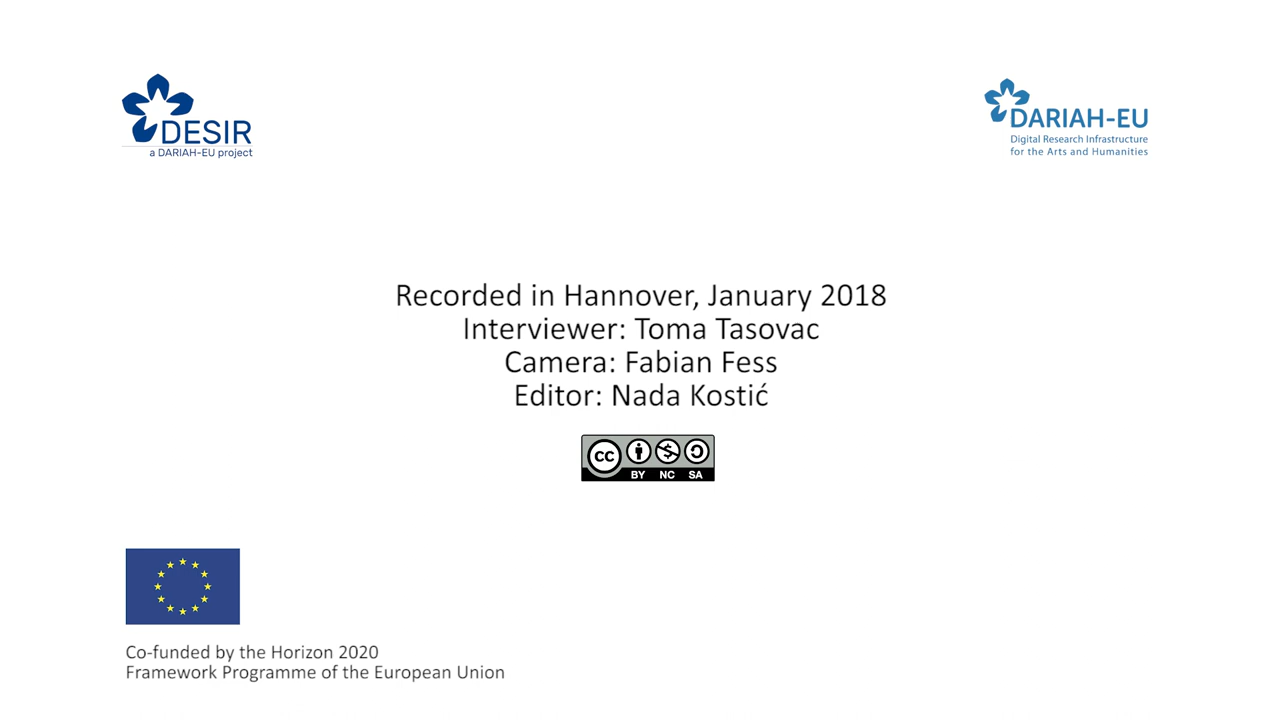 DESIR
a DARIAH-EU project
DARIAH-EU
Digital Research Infrastructure
for the Arts and Humanities
Recorded in Hannover, January 2018
Interviewer: Toma Tasovac
Camera: Fabian Fess
Editor: Nada Kostić
cc
BY NC SA
Co-funded by the Horizon 2020
Framework Programme of the European Union